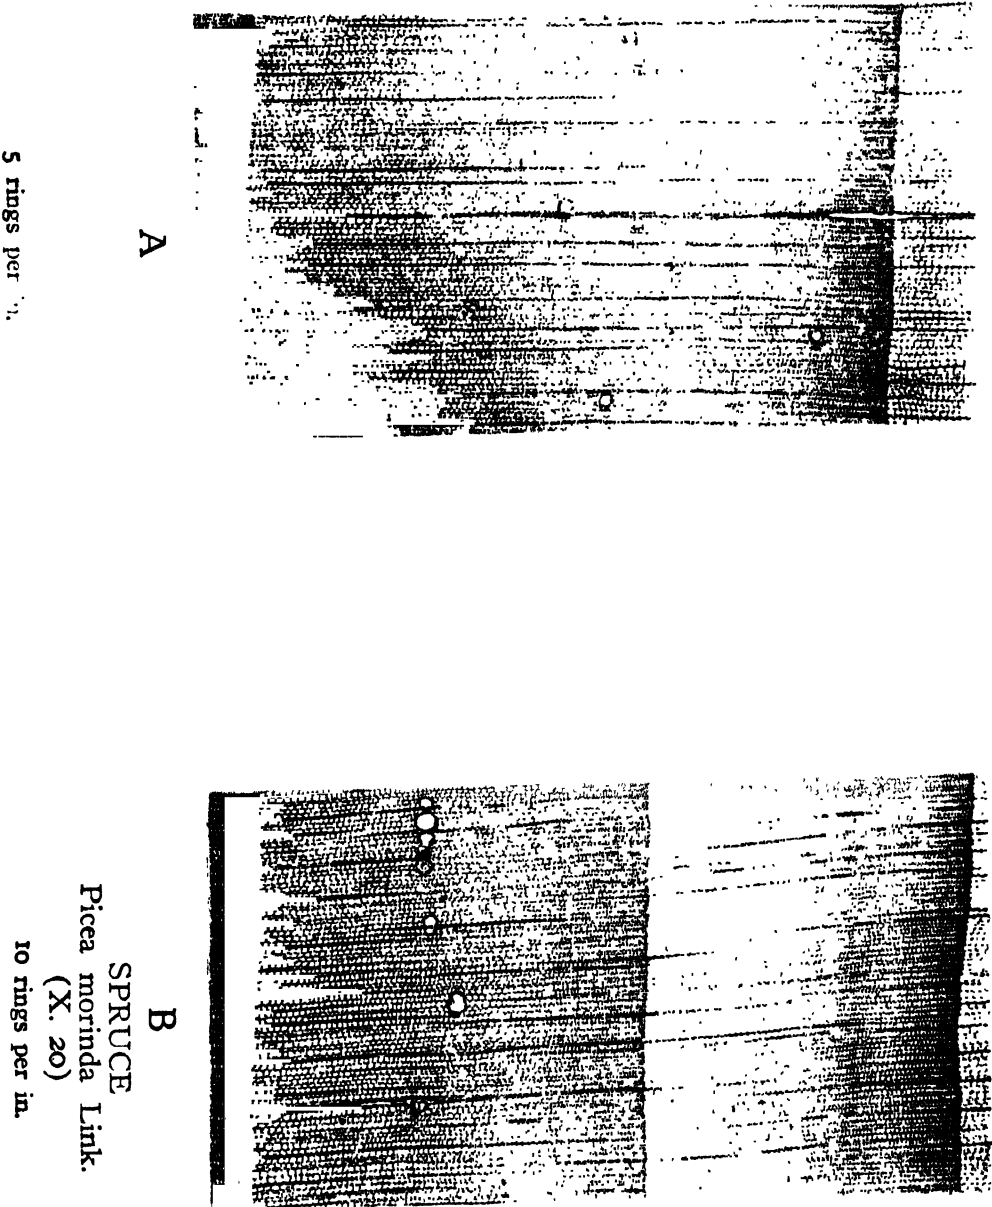 A
B
SPRUCE
Picea morinda Link.
(X. 20)
5 rings per
10 rings per in.